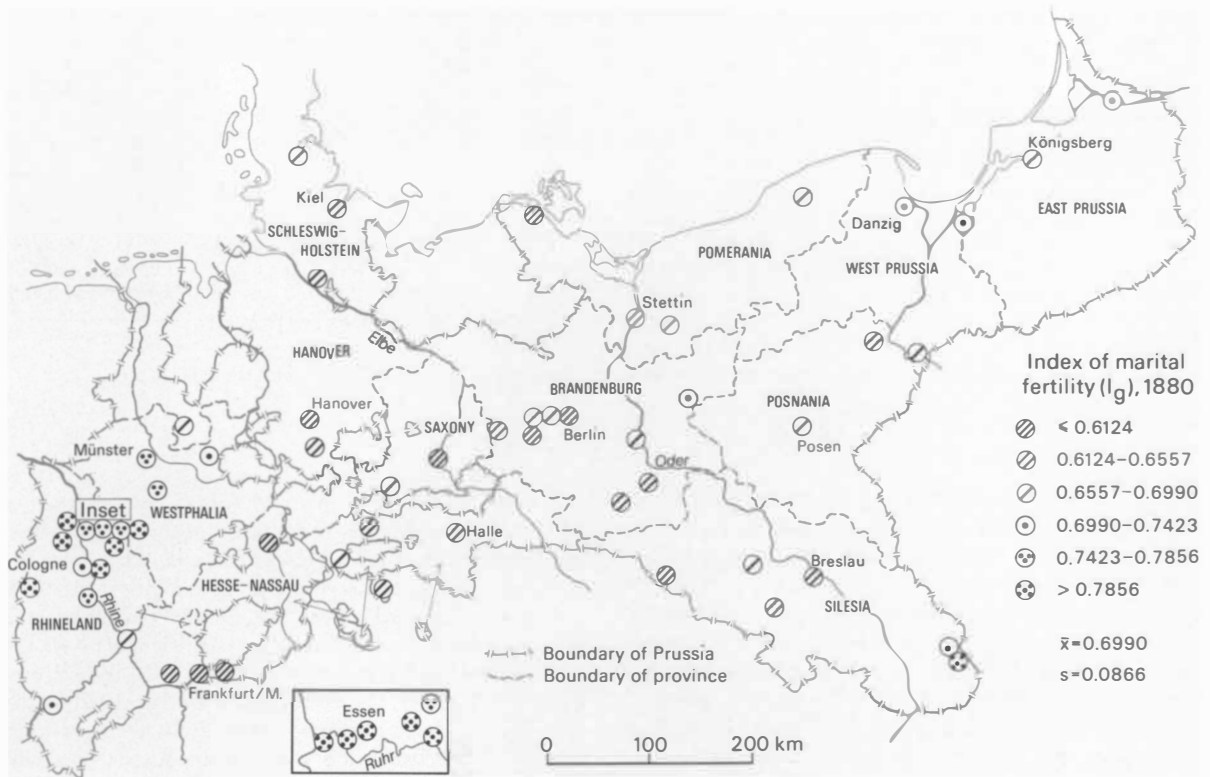 Königsberg
Kiel
EAST PRUSSIA
SCHLESWIG-
HOLSTEIN
Danzig
POMERANIA
WEST PRUSSIA
Stettin
Elbe
HANOVER
BRANDENBURG
POSNANIA
Hanover
SAXONY
Berlin
Posen
Münster
Oder
WESTPHALIA
Inset
Halle
Cologne
HESSE-NASSAU
Breslau
Rhine
RHINELAND
SILESIA
Frankfurt/M.
Index of marital
fertility (Ig), 1880
⩽ 0.6124
0.6124–0.6557
0.6557–0.6990
0.6990–0.7423
0.7423–0.7856
> 0.7856
x̄=0.6990
s=0.0866
Boundary of Prussia
Boundary of province
Essen
Ruhr
0 100 200 km